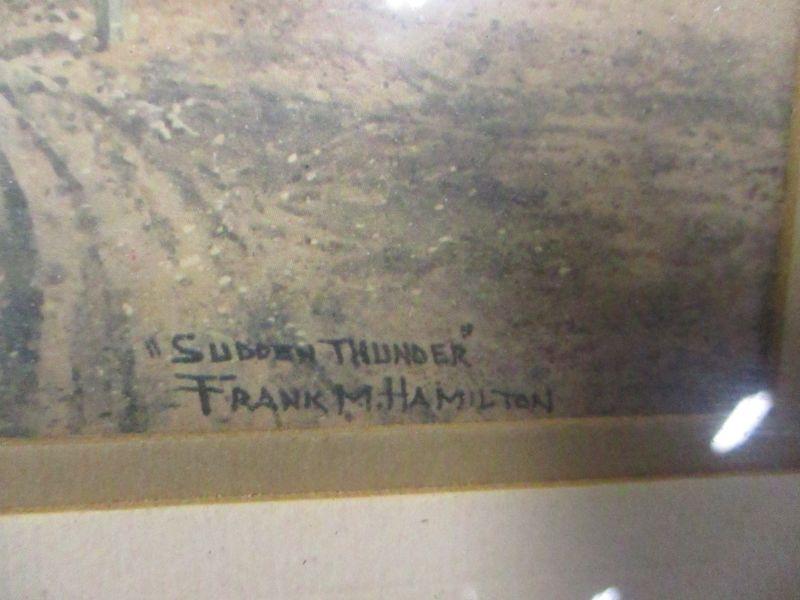 "SUDDEN THUNDER"
FRANK M. HAMILTON